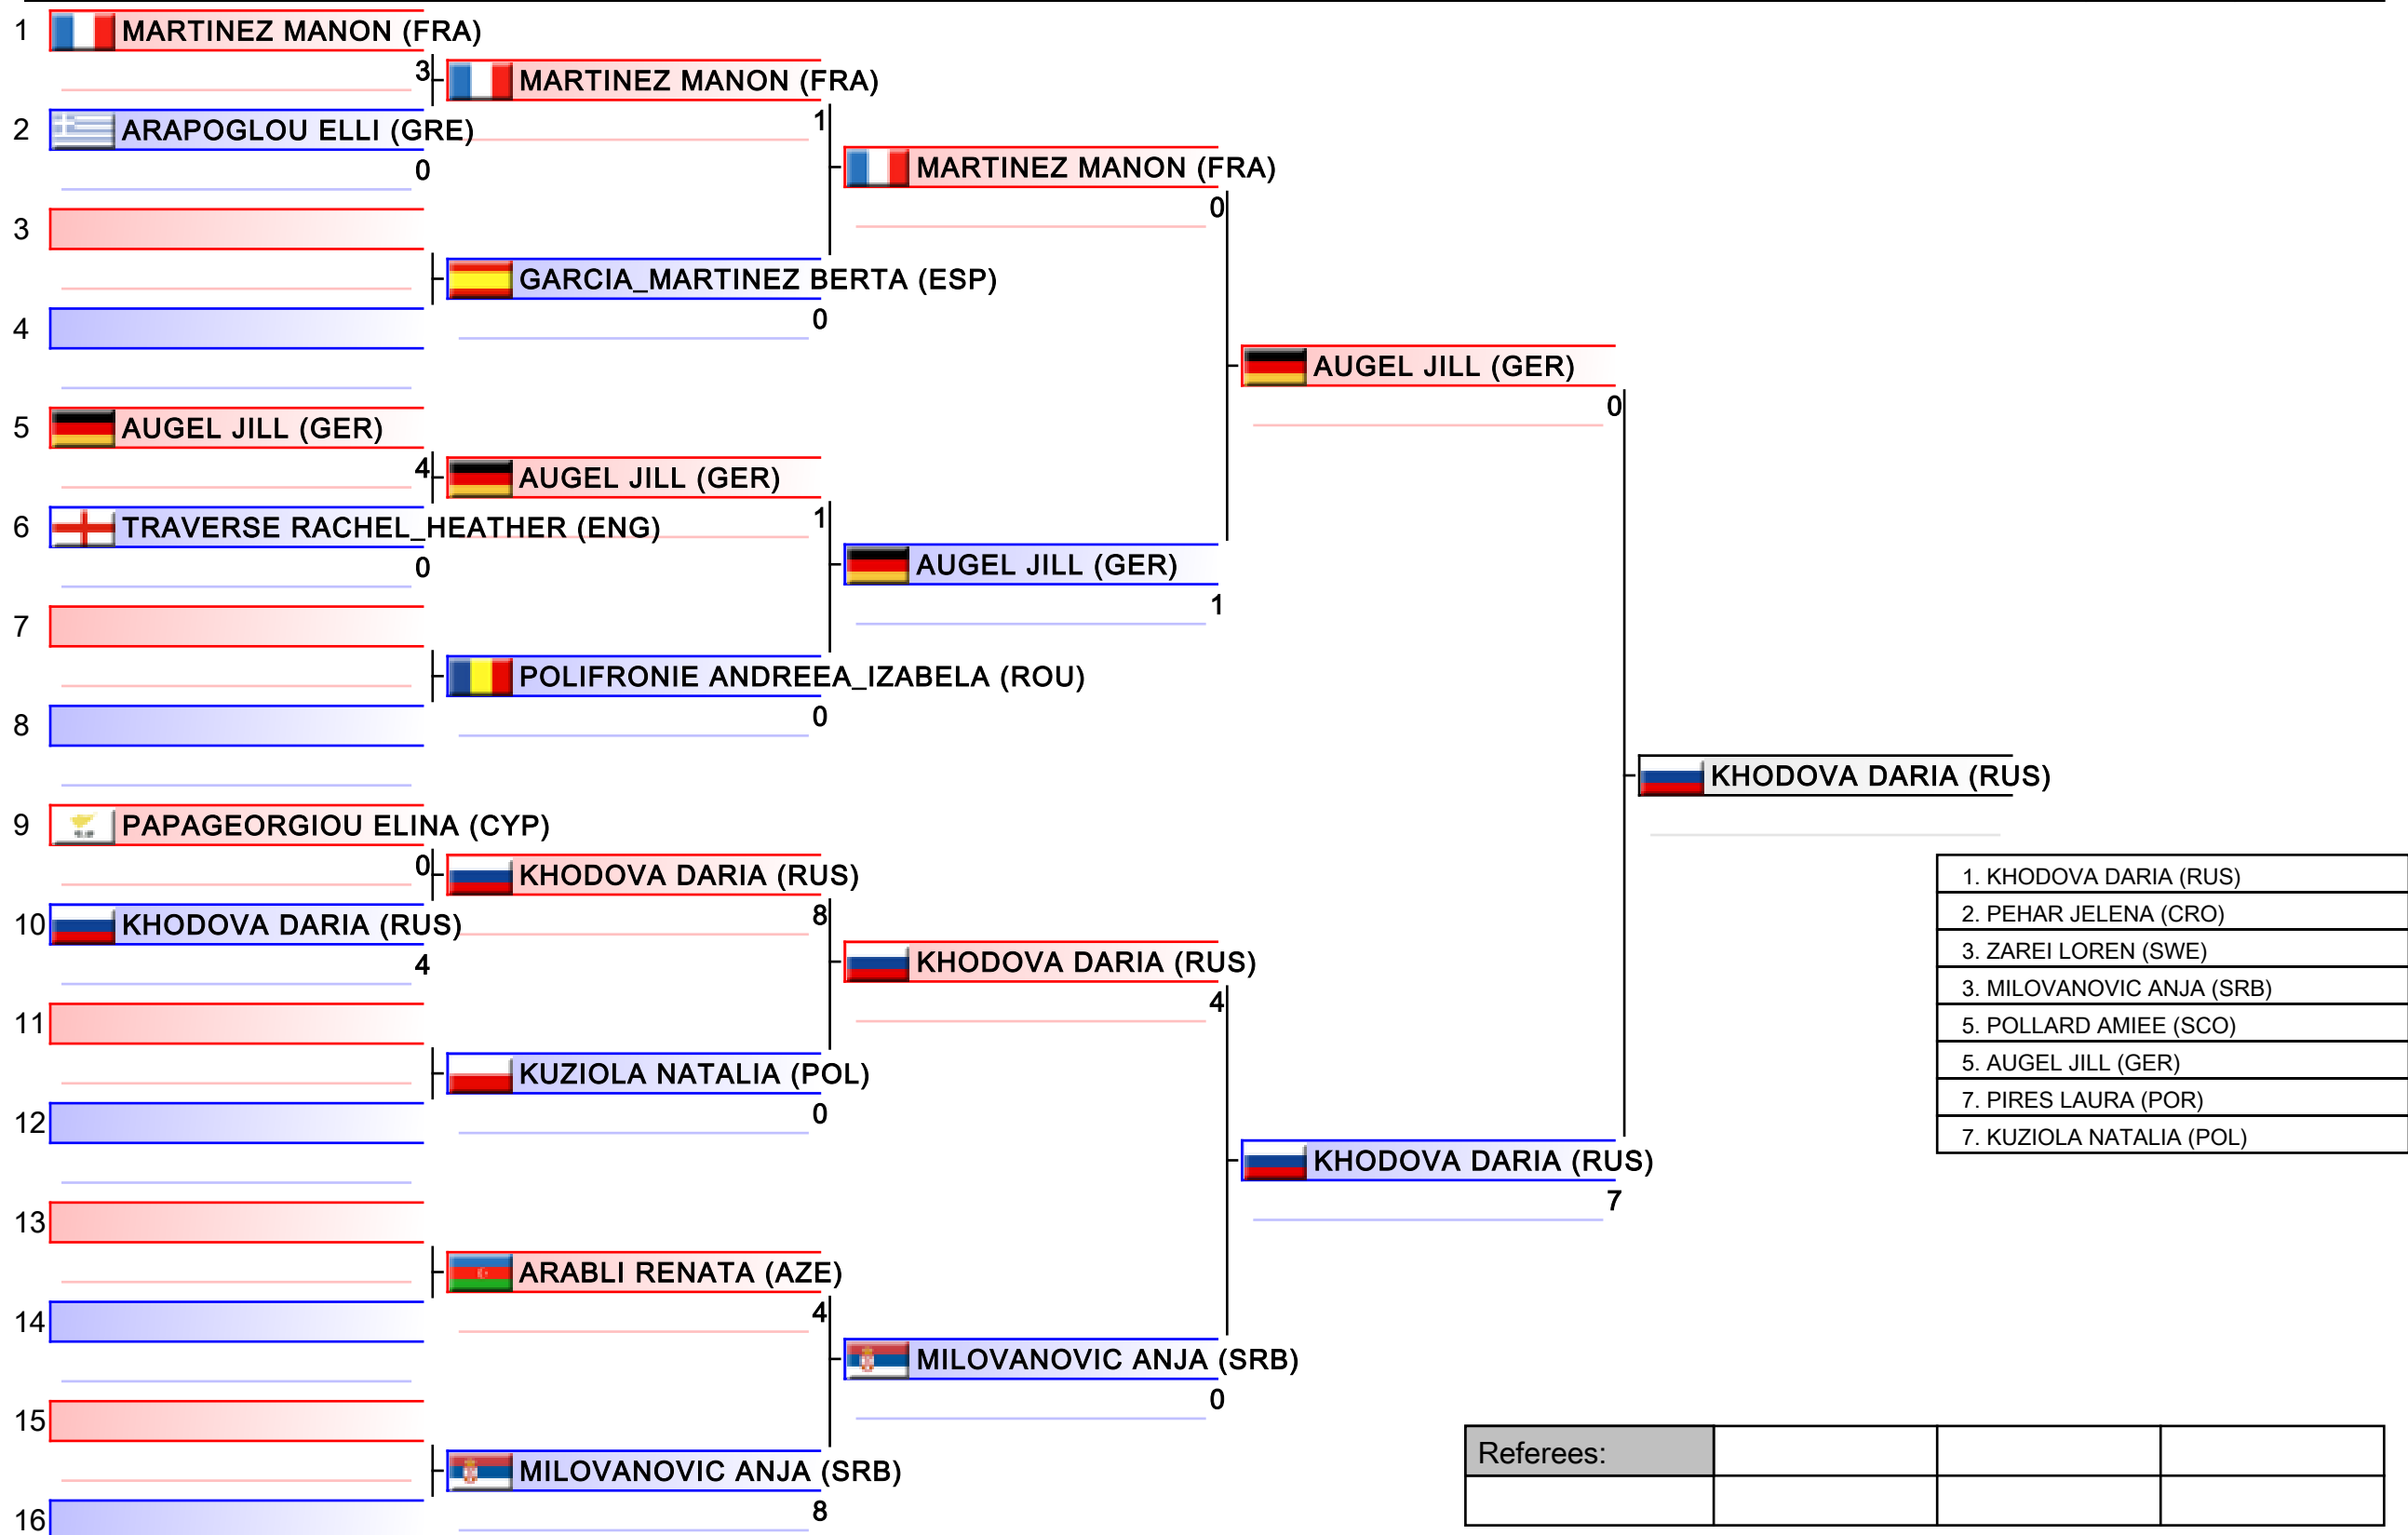 1 MARTINEZ MANON (FRA)
3
MARTINEZ MANON (FRA)
1
2 ARAPOGLOU ELLI (GRE)
0
MARTINEZ MANON (FRA)
0
3
GARCIA_MARTINEZ BERTA (ESP)
0
4
AUGEL JILL (GER)
0
5 AUGEL JILL (GER)
4
AUGEL JILL (GER)
1
6 TRAVERSE RACHEL_HEATHER (ENG)
0
AUGEL JILL (GER)
1
7
POLIFRONIE ANDREEA_IZABELA (ROU)
0
8
KHODOVA DARIA (RUS)
9 PAPAGEORGIOU ELINA (CYP)
0
KHODOVA DARIA (RUS)
8
10 KHODOVA DARIA (RUS)
4
KHODOVA DARIA (RUS)
4
11
KUZIOLA NATALIA (POL)
0
12
KHODOVA DARIA (RUS)
7
13
ARABLI RENATA (AZE)
4
14
MILOVANOVIC ANJA (SRB)
0
15
MILOVANOVIC ANJA (SRB)
8
16
1. KHODOVA DARIA (RUS)
2. PEHAR JELENA (CRO)
3. ZAREI LOREN (SWE)
3. MILOVANOVIC ANJA (SRB)
5. POLLARD AMIEE (SCO)
5. AUGEL JILL (GER)
7. PIRES LAURA (POR)
7. KUZIOLA NATALIA (POL)
Referees: